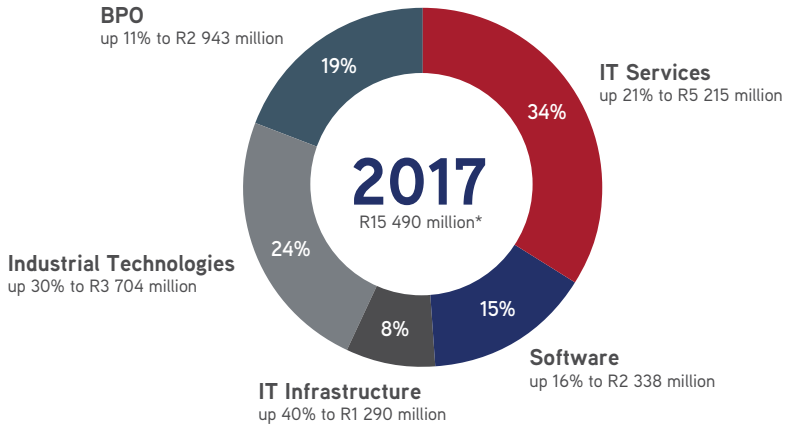 BPO
up 11% to R2 943 million
19%
IT Services
up 21% to R5 215 million
34%
2017
R15 490 million*
24%
Industrial Technologies
up 30% to R3 704 million
15%
8%
Software
up 16% to R2 338 million
IT Infrastructure
up 40% to R1 290 million